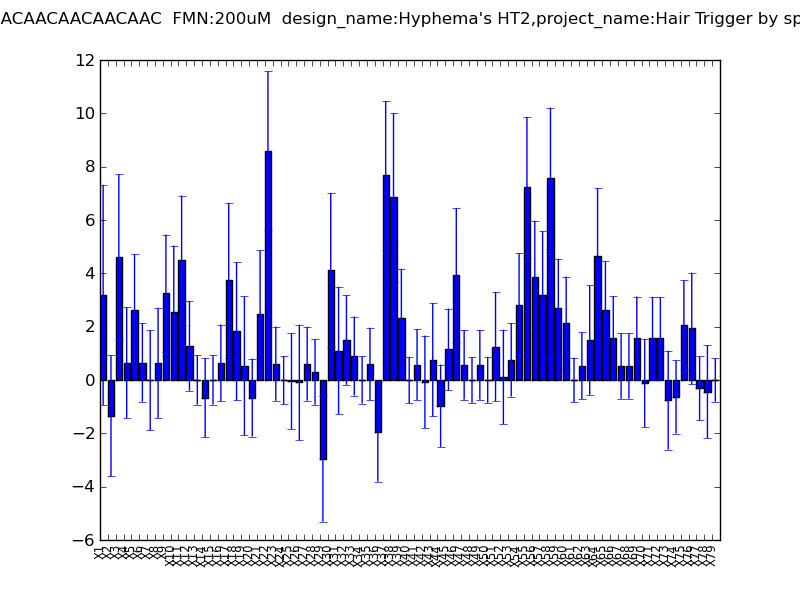 ACAACAACAACAAC FMN:200uM design_name:Hyphema's HT2,project_name:Hair Trigger by sp
12
10
8
6
4
2
0
−2
−4
−6
X1
X2
X3
X4
X5
X6
X7
X8
X9
X10
X11
X12
X13
X14
X15
X16
X17
X18
X19
X20
X21
X22
X23
X24
X25
X26
X27
X28
X29
X30
X31
X32
X33
X34
X35
X36
X37
X38
X39
X40
X41
X42
X43
X44
X45
X46
X47
X48
X49
X50
X51
X52
X53
X54
X55
X56
X57
X58
X59
X60
X61
X62
X63
X64
X65
X66
X67
X68
X69
X70
X71
X72
X73
X74
X75
X76
X77
X78
X79